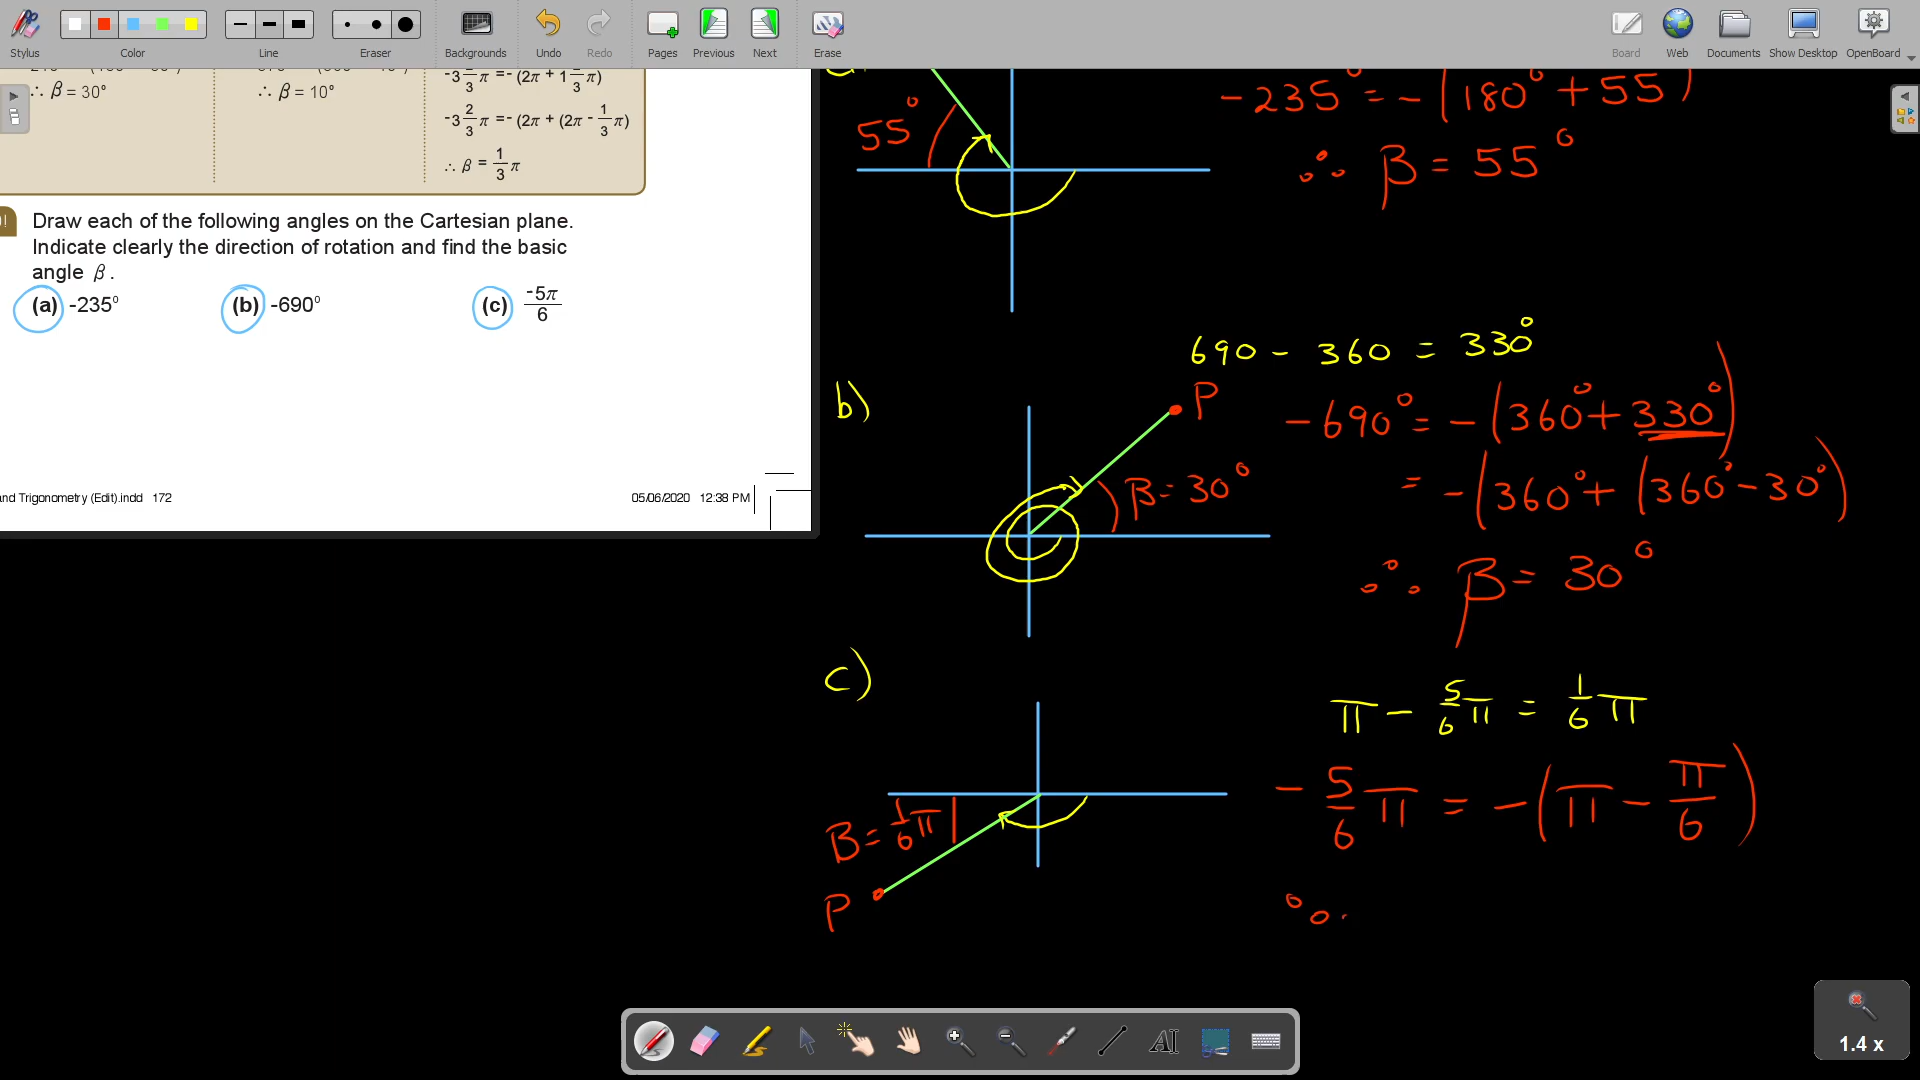 Stylus
Color
Line
Eraser
Backgrounds
Undo
Redo
Pages
Previous
Next
Erase
Board
Web
Documents
Show Desktop
OpenBoard
∴ β = 30°
∴ β = 10°
-3 2/3 π = - (2π + (2π - 1/3 π)
∴ β = 1/3 π
Draw each of the following angles on the Cartesian plane.
Indicate clearly the direction of rotation and find the basic
angle β.
(a) -235°
(b) -690°
(c) -5π/6
and Trigonometry (Edit).indd 172
05/06/2020 12:38 PM
55°
-235° = -(180° + 55)
∴ β = 55°
690 - 360 = 330°
b)
P
-690° = -(360° + 330°)
β = 30°
= -(360° + (360° - 30°)
∴ β = 30°
c)
π - 5/6 π = 1/6 π
-5/6 π = -(π - π/6)
B = 1/6 π
P
1.4 x